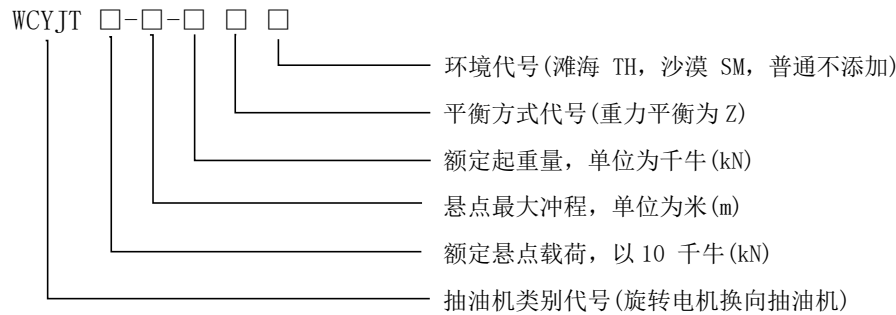 WCYJT □-□-□ □ □
环境代号(滩海 TH，沙漠 SM，普通不添加)
平衡方式代号(重力平衡为 Z)
额定起重量，单位为千牛(kN)
悬点最大冲程，单位为米(m)
额定悬点载荷，以 10 千牛(kN)
抽油机类别代号(旋转电机换向抽油机)